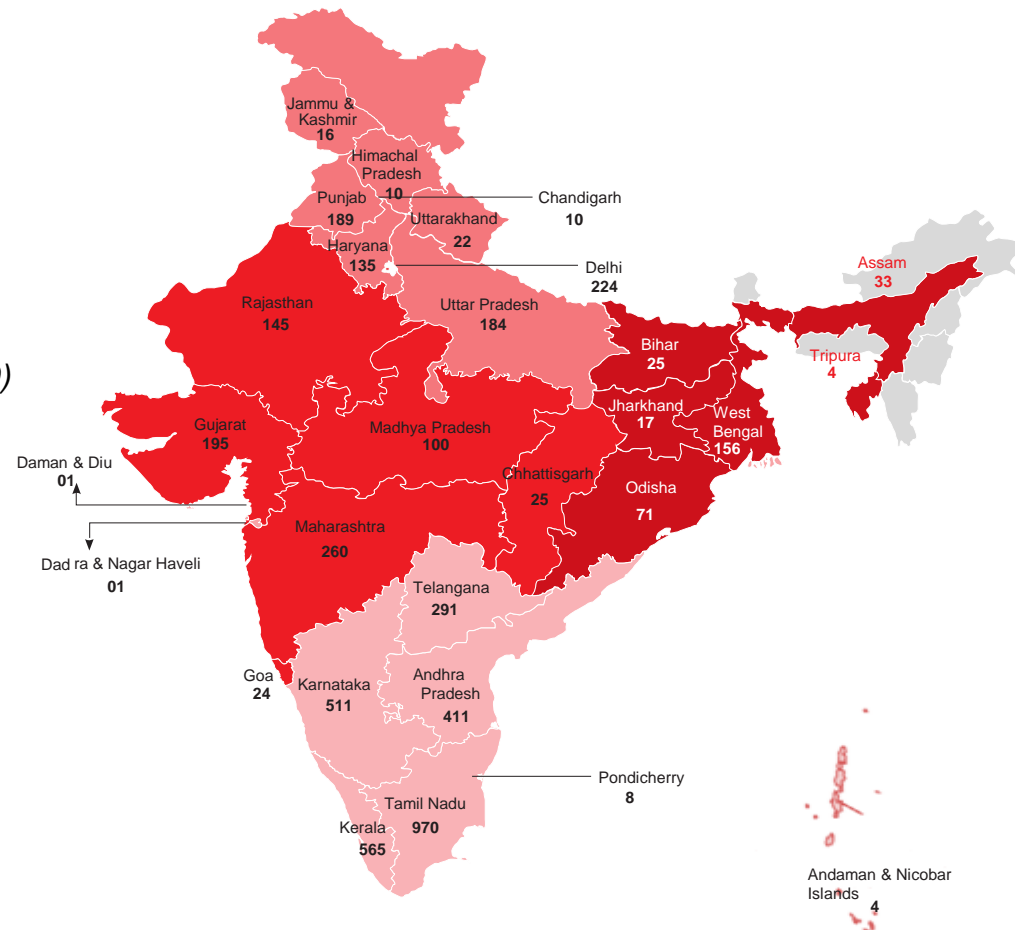 Jammu &
Kashmir
16
Himachal
Pradesh
10
Punjab
189
Chandigarh
10
Uttarakhand
22
Haryana
135
Delhi
224
Assam
33
Rajasthan
145
Uttar Pradesh
184
Bihar
25
Tripura
4
)
Jharkhand
17
West
Bengal
156
Gujarat
195
Madhya Pradesh
100
Daman & Diu
01
Chhattisgarh
25
Odisha
71
Maharashtra
260
Dad ra & Nagar Haveli
01
Telangana
291
Goa
24
Karnataka
511
Andhra
Pradesh
411
Pondicherry
8
Tamil Nadu
970
Kerala
565
Andaman & Nicobar
Islands
4